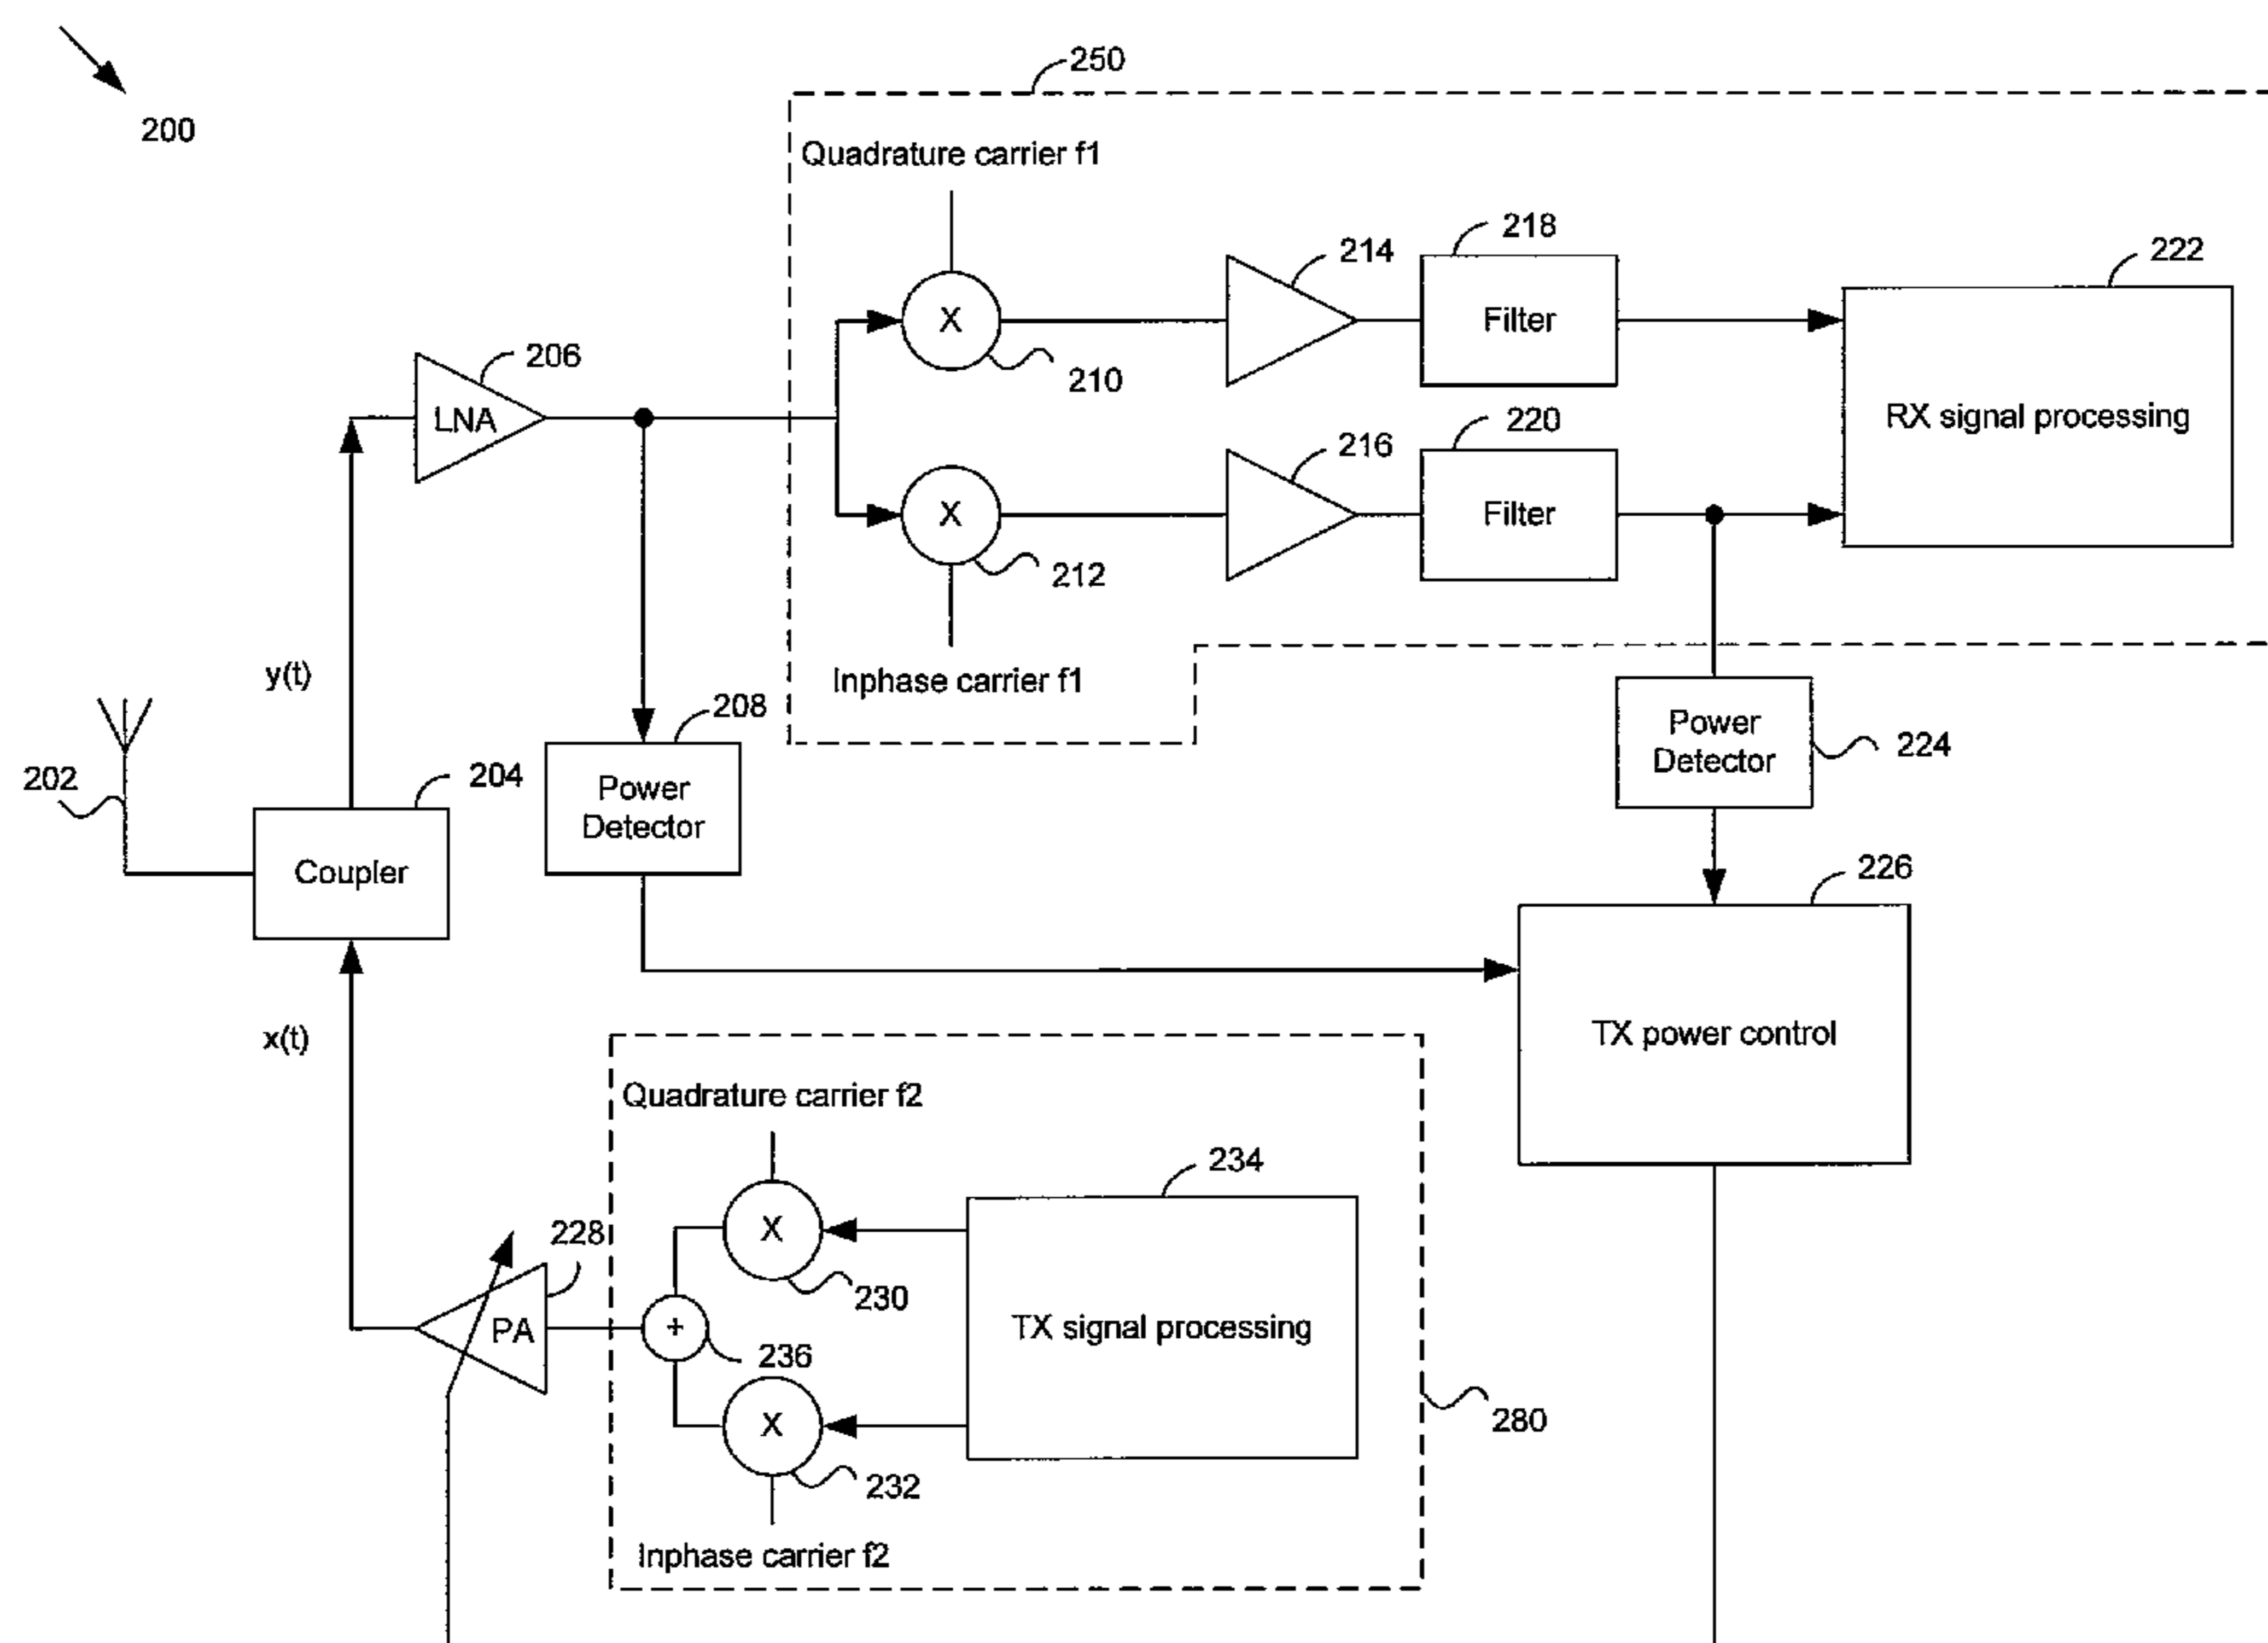 200
250
Quadrature carrier f1
X
210
214
218
Filter
222
RX signal processing
206
LNA
X
212
216
220
Filter
Inphase carrier f1
y(t)
202
204
Coupler
208
Power
Detector
Power
Detector
224
226
TX power control
x(t)
Quadrature carrier f2
X
230
234
TX signal processing
228
PA
+
236
X
232
280
Inphase carrier f2